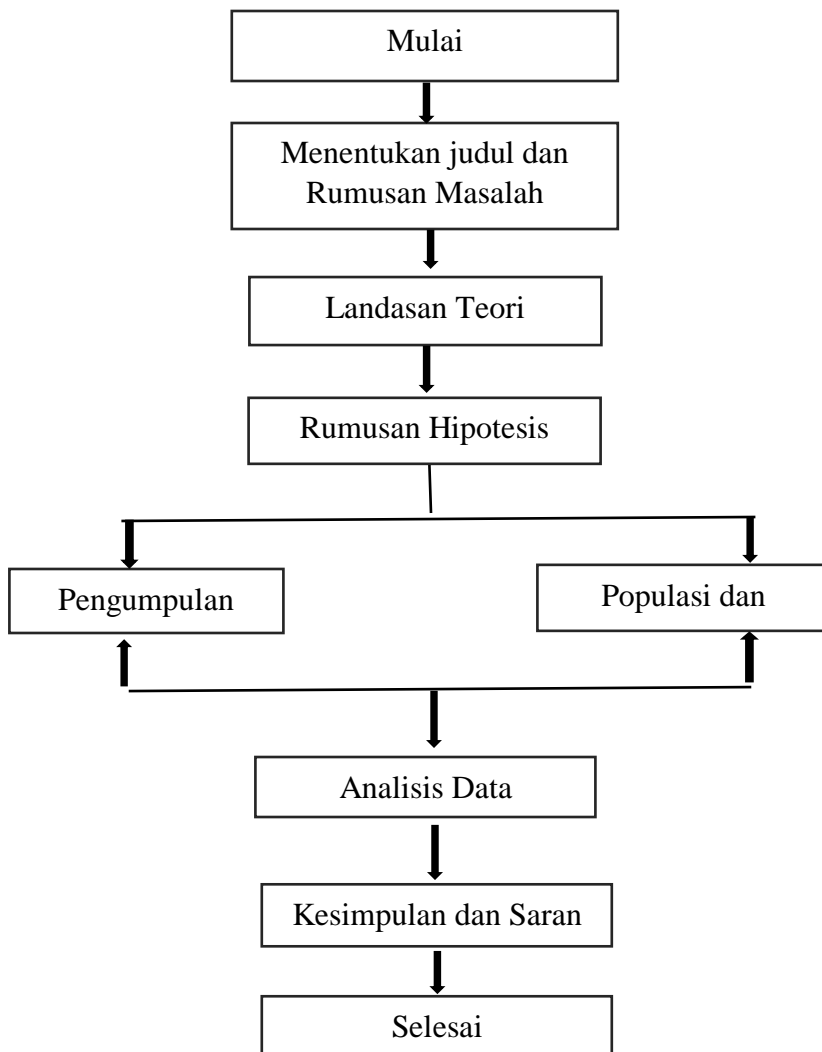 Mulai
Menentukan judul dan
Rumusan Masalah
Landasan Teori
Rumusan Hipotesis
Pengumpulan
Populasi dan
Analisis Data
Kesimpulan dan Saran
Selesai